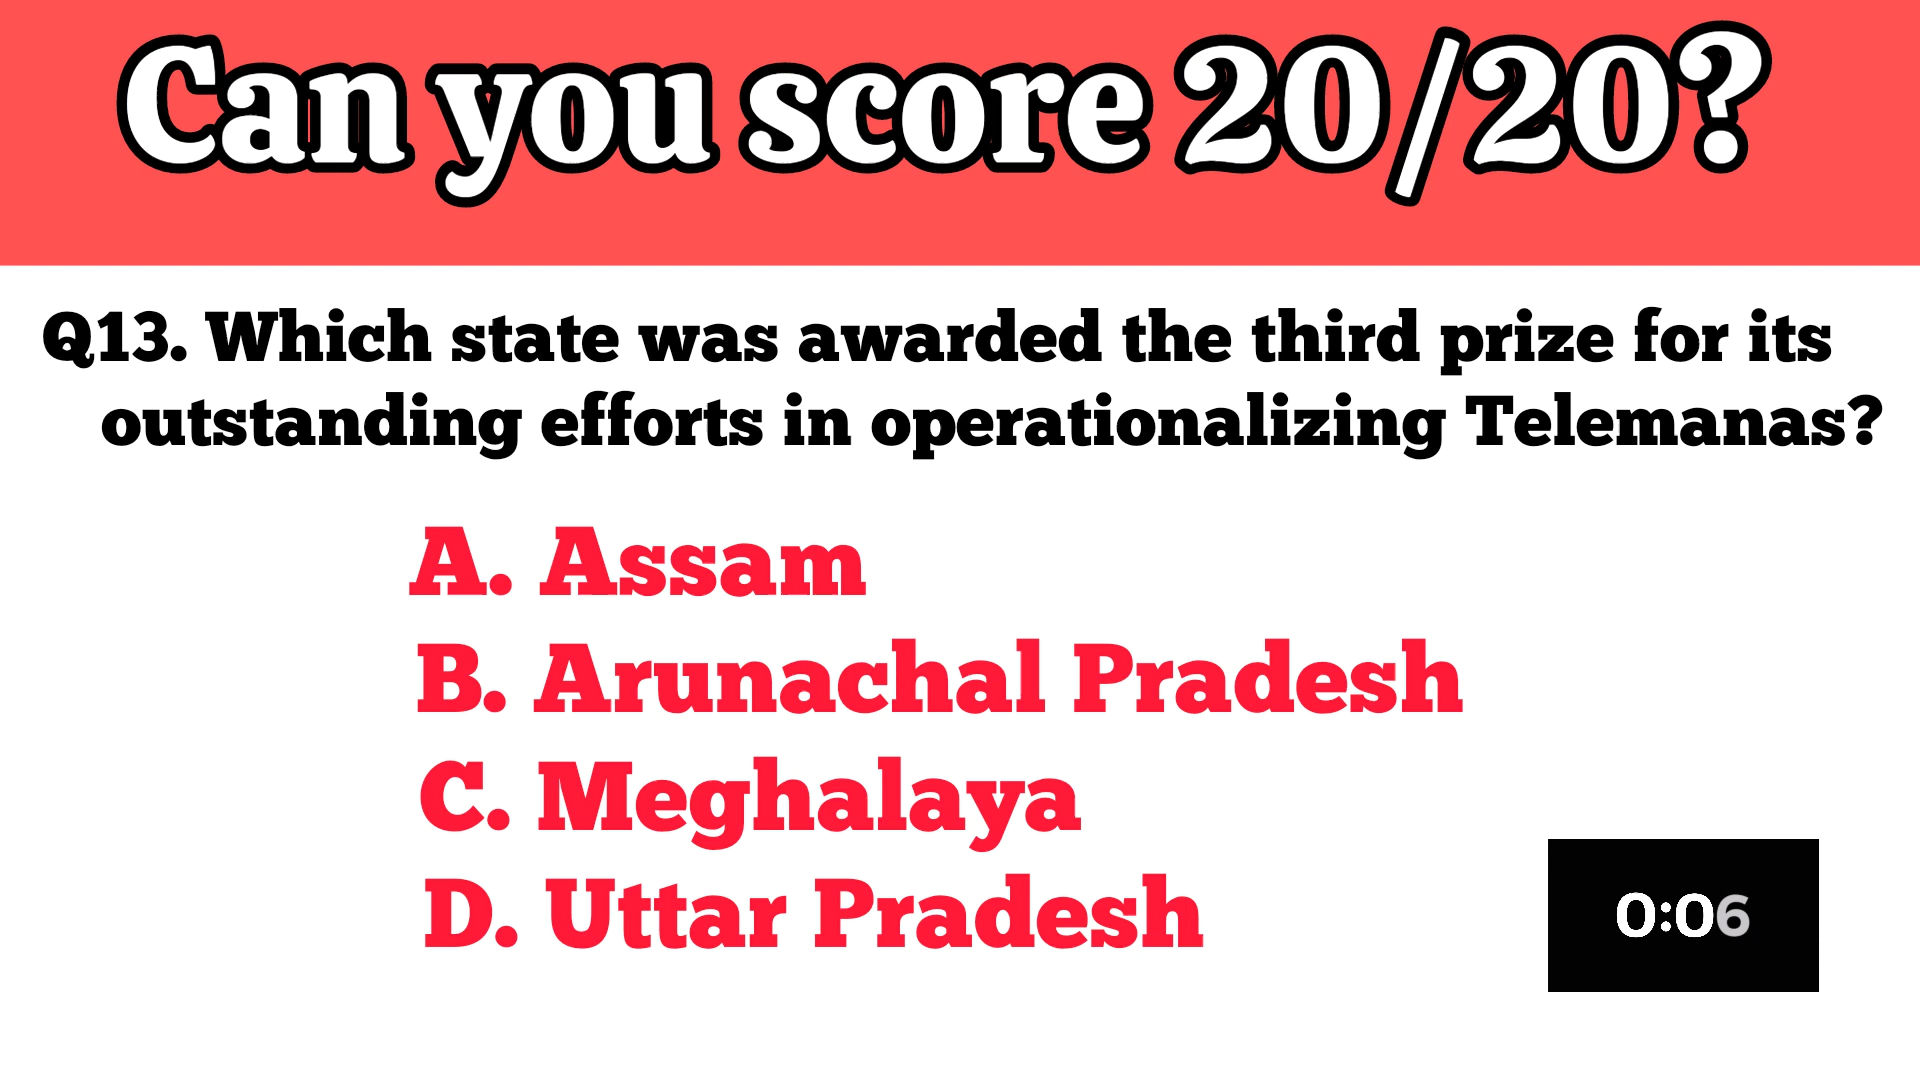 Can you score 20/20?
Q13. Which state was awarded the third prize for its
outstanding efforts in operationalizing Telemanas?
A. Assam
B. Arunachal Pradesh
C. Meghalaya
D. Uttar Pradesh
0:06